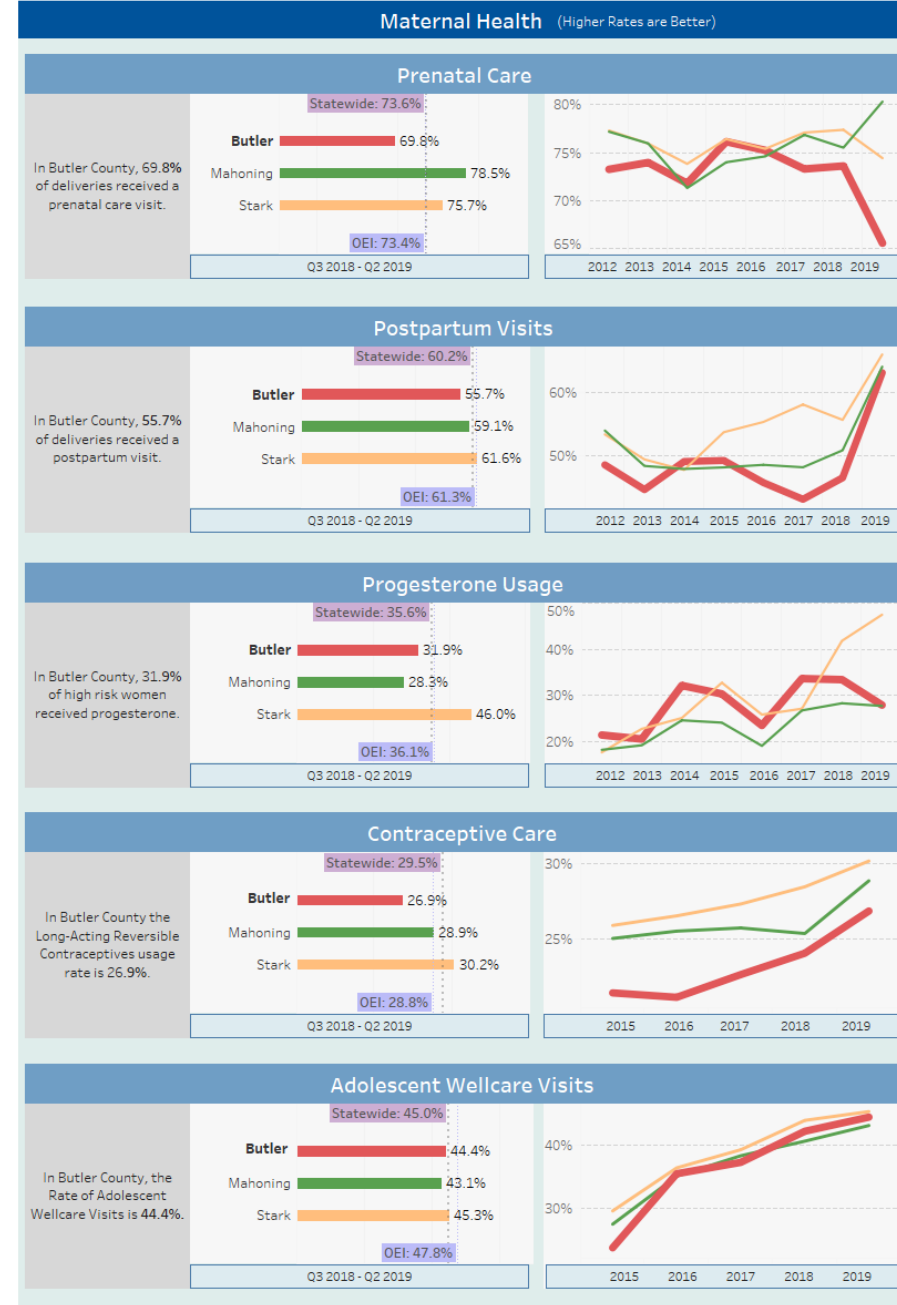 Maternal Health (Higher Rates are Better)
Prenatal Care
In Butler County, 69.8%
of deliveries received a
prenatal care visit.
Statewide: 73.6%
Butler 69.8%
Mahoning 78.5%
Stark 75.7%
OEI: 73.4%
Q3 2018 - Q2 2019
80%
75%
70%
65%
2012 2013 2014 2015 2016 2017 2018 2019
Postpartum Visits
In Butler County, 55.7%
of deliveries received a
postpartum visit.
Statewide: 60.2%
Butler 55.7%
Mahoning 59.1%
Stark 61.6%
OEI: 61.3%
Q3 2018 - Q2 2019
60%
50%
2012 2013 2014 2015 2016 2017 2018 2019
Progesterone Usage
In Butler County, 31.9%
of high risk women
received progesterone.
Statewide: 35.6%
Butler 31.9%
Mahoning 28.3%
Stark 46.0%
OEI: 36.1%
Q3 2018 - Q2 2019
50%
40%
30%
20%
2012 2013 2014 2015 2016 2017 2018 2019
Contraceptive Care
In Butler County the
Long-Acting Reversible
Contraceptives usage
rate is 26.9%.
Statewide: 29.5%
Butler 26.9%
Mahoning 28.9%
Stark 30.2%
OEI: 28.8%
Q3 2018 - Q2 2019
30%
25%
2015 2016 2017 2018 2019
Adolescent Wellcare Visits
In Butler County, the
Rate of Adolescent
Wellcare Visits is 44.4%.
Statewide: 45.0%
Butler 44.4%
Mahoning 43.1%
Stark 45.3%
OEI: 47.8%
Q3 2018 - Q2 2019
40%
30%
2015 2016 2017 2018 2019